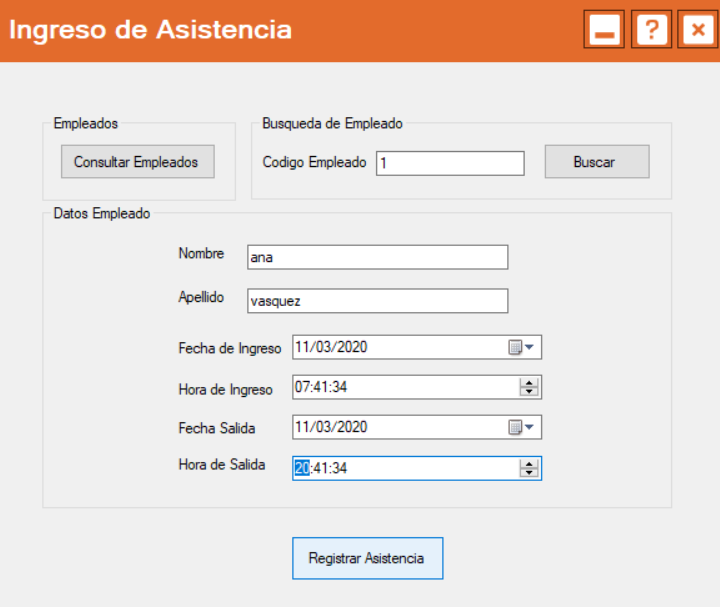 Ingreso de Asistencia
?
Empleados
Consultar Empleados
Busqueda de Empleado
Codigo Empleado 1 Buscar
Datos Empleado
Nombre ana
Apellido vasquez
Fecha de Ingreso 11/03/2020
Hora de Ingreso 07:41:34
Fecha Salida 11/03/2020
Hora de Salida 20:41:34
Registrar Asistencia